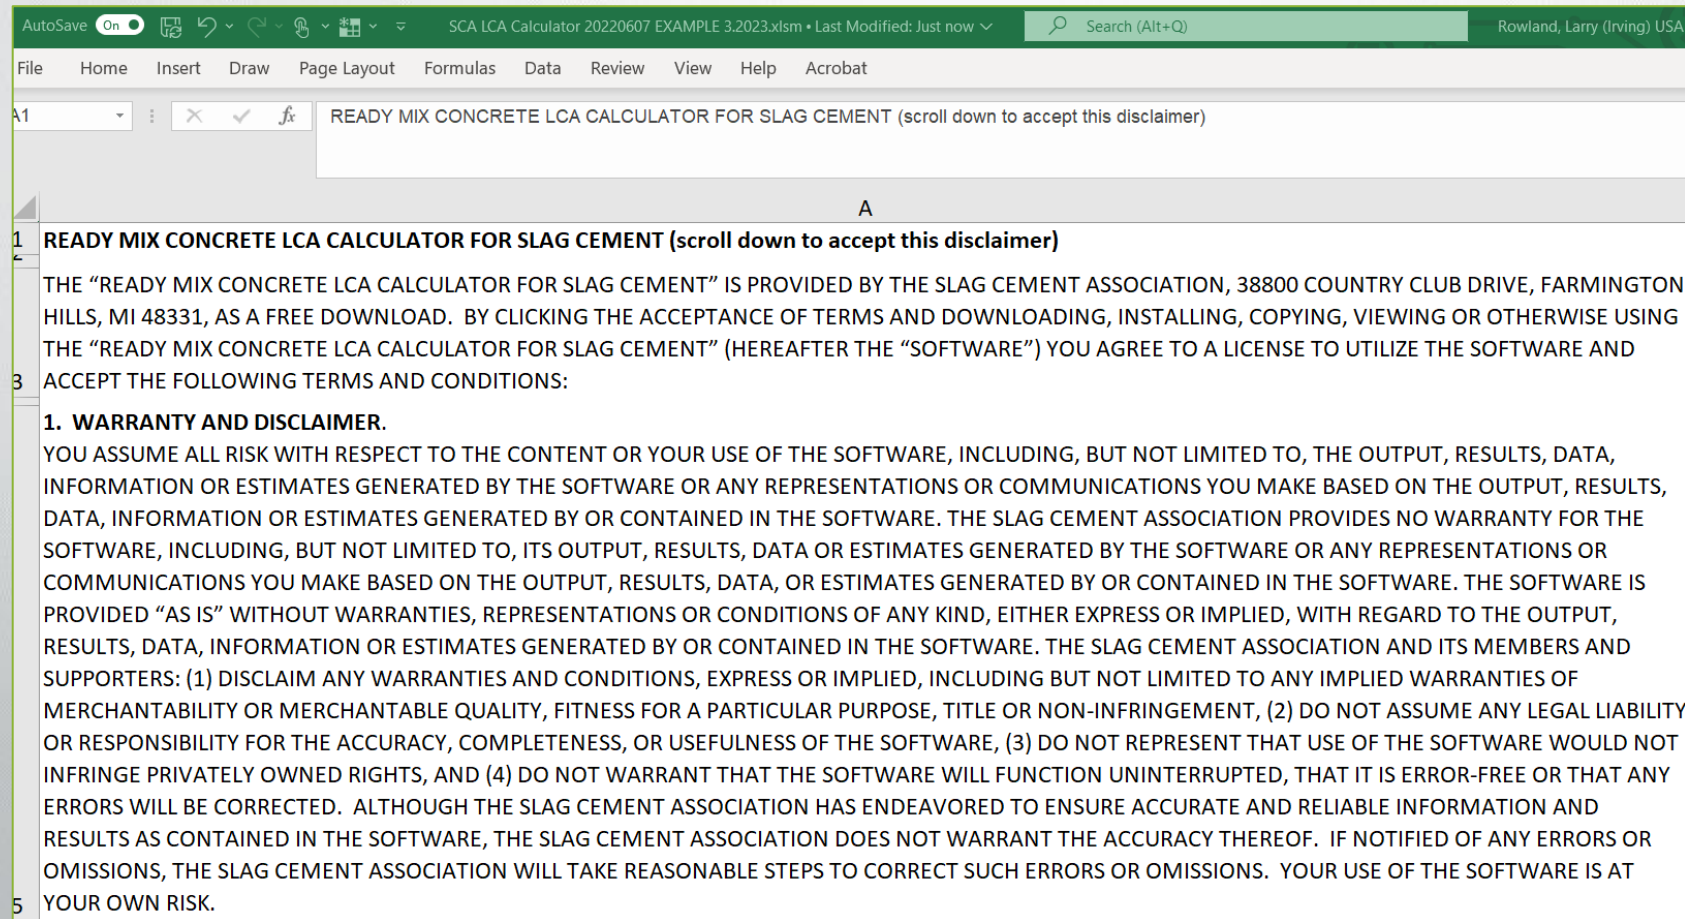 AutoSave On SCA LCA Calculator 20220607 EXAMPLE 3.2023.xlsm • Last Modified: Just now Search (Alt+Q) Rowland, Larry (Irving) USA
File Home Insert Draw Page Layout Formulas Data Review View Help Acrobat
A1 fx READY MIX CONCRETE LCA CALCULATOR FOR SLAG CEMENT (scroll down to accept this disclaimer)
A
1 READY MIX CONCRETE LCA CALCULATOR FOR SLAG CEMENT (scroll down to accept this disclaimer)
2
THE “READY MIX CONCRETE LCA CALCULATOR FOR SLAG CEMENT” IS PROVIDED BY THE SLAG CEMENT ASSOCIATION, 38800 COUNTRY CLUB DRIVE, FARMINGTON
HILLS, MI 48331, AS A FREE DOWNLOAD.  BY CLICKING THE ACCEPTANCE OF TERMS AND DOWNLOADING, INSTALLING, COPYING, VIEWING OR OTHERWISE USING
THE “READY MIX CONCRETE LCA CALCULATOR FOR SLAG CEMENT” (HEREAFTER THE “SOFTWARE”) YOU AGREE TO A LICENSE TO UTILIZE THE SOFTWARE AND
3 ACCEPT THE FOLLOWING TERMS AND CONDITIONS:
1.  WARRANTY AND DISCLAIMER.
YOU ASSUME ALL RISK WITH RESPECT TO THE CONTENT OR YOUR USE OF THE SOFTWARE, INCLUDING, BUT NOT LIMITED TO, THE OUTPUT, RESULTS, DATA,
INFORMATION OR ESTIMATES GENERATED BY THE SOFTWARE OR ANY REPRESENTATIONS OR COMMUNICATIONS YOU MAKE BASED ON THE OUTPUT, RESULTS,
DATA, INFORMATION OR ESTIMATES GENERATED BY OR CONTAINED IN THE SOFTWARE. THE SLAG CEMENT ASSOCIATION PROVIDES NO WARRANTY FOR THE
SOFTWARE, INCLUDING, BUT NOT LIMITED TO, ITS OUTPUT, RESULTS, DATA OR ESTIMATES GENERATED BY THE SOFTWARE OR ANY REPRESENTATIONS OR
COMMUNICATIONS YOU MAKE BASED ON THE OUTPUT, RESULTS, DATA, OR ESTIMATES GENERATED BY OR CONTAINED IN THE SOFTWARE. THE SOFTWARE IS
PROVIDED “AS IS” WITHOUT WARRANTIES, REPRESENTATIONS OR CONDITIONS OF ANY KIND, EITHER EXPRESS OR IMPLIED, WITH REGARD TO THE OUTPUT,
RESULTS, DATA, INFORMATION OR ESTIMATES GENERATED BY OR CONTAINED IN THE SOFTWARE. THE SLAG CEMENT ASSOCIATION AND ITS MEMBERS AND
SUPPORTERS: (1) DISCLAIM ANY WARRANTIES AND CONDITIONS, EXPRESS OR IMPLIED, INCLUDING BUT NOT LIMITED TO ANY IMPLIED WARRANTIES OF
MERCHANTABILITY OR MERCHANTABLE QUALITY, FITNESS FOR A PARTICULAR PURPOSE, TITLE OR NON-INFRINGEMENT, (2) DO NOT ASSUME ANY LEGAL LIABILITY
OR RESPONSIBILITY FOR THE ACCURACY, COMPLETENESS, OR USEFULNESS OF THE SOFTWARE, (3) DO NOT REPRESENT THAT USE OF THE SOFTWARE WOULD NOT
INFRINGE PRIVATELY OWNED RIGHTS, AND (4) DO NOT WARRANT THAT THE SOFTWARE WILL FUNCTION UNINTERRUPTED, THAT IT IS ERROR-FREE OR THAT ANY
ERRORS WILL BE CORRECTED.  ALTHOUGH THE SLAG CEMENT ASSOCIATION HAS ENDEAVORED TO ENSURE ACCURATE AND RELIABLE INFORMATION AND
RESULTS AS CONTAINED IN THE SOFTWARE, THE SLAG CEMENT ASSOCIATION DOES NOT WARRANT THE ACCURACY THEREOF.  IF NOTIFIED OF ANY ERRORS OR
OMISSIONS, THE SLAG CEMENT ASSOCIATION WILL TAKE REASONABLE STEPS TO CORRECT SUCH ERRORS OR OMISSIONS.  YOUR USE OF THE SOFTWARE IS AT
5 YOUR OWN RISK.